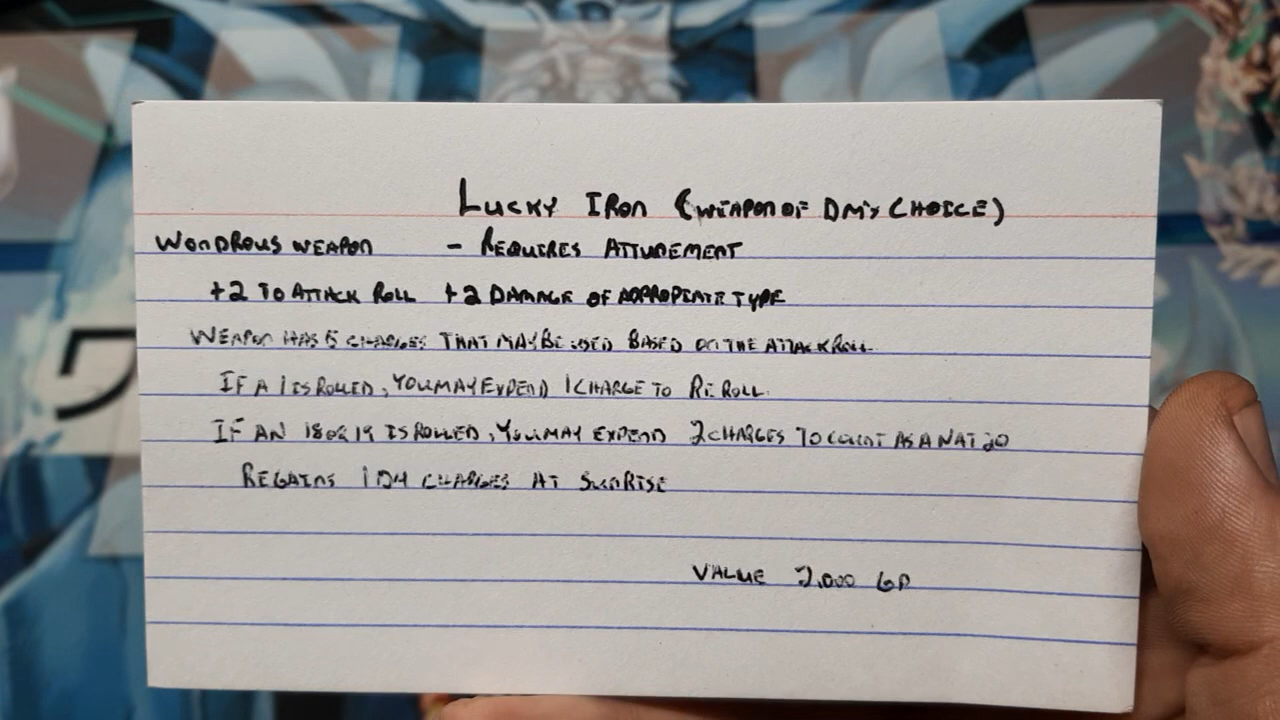 LUCKY IRON (WEAPON OF DM'S CHOICE)
WONDROUS WEAPON - REQUIRES ATTUNEMENT
+2 TO ATTACK ROLL +2 DAMAGE OF APPROPRIATE TYPE
WEAPON HAS 5 CHARGES THAT MAY BE USED BASED ON THE ATTACK ROLL.
IF A 1 IS ROLLED, YOU MAY EXPEND 1 CHARGE TO REROLL.
IF AN 18 OR 19 IS ROLLED, YOU MAY EXPEND 2 CHARGES TO COUNT AS A NAT 20
REGAINS 1D4 CHARGES AT SUNRISE
VALUE 2,000 GP